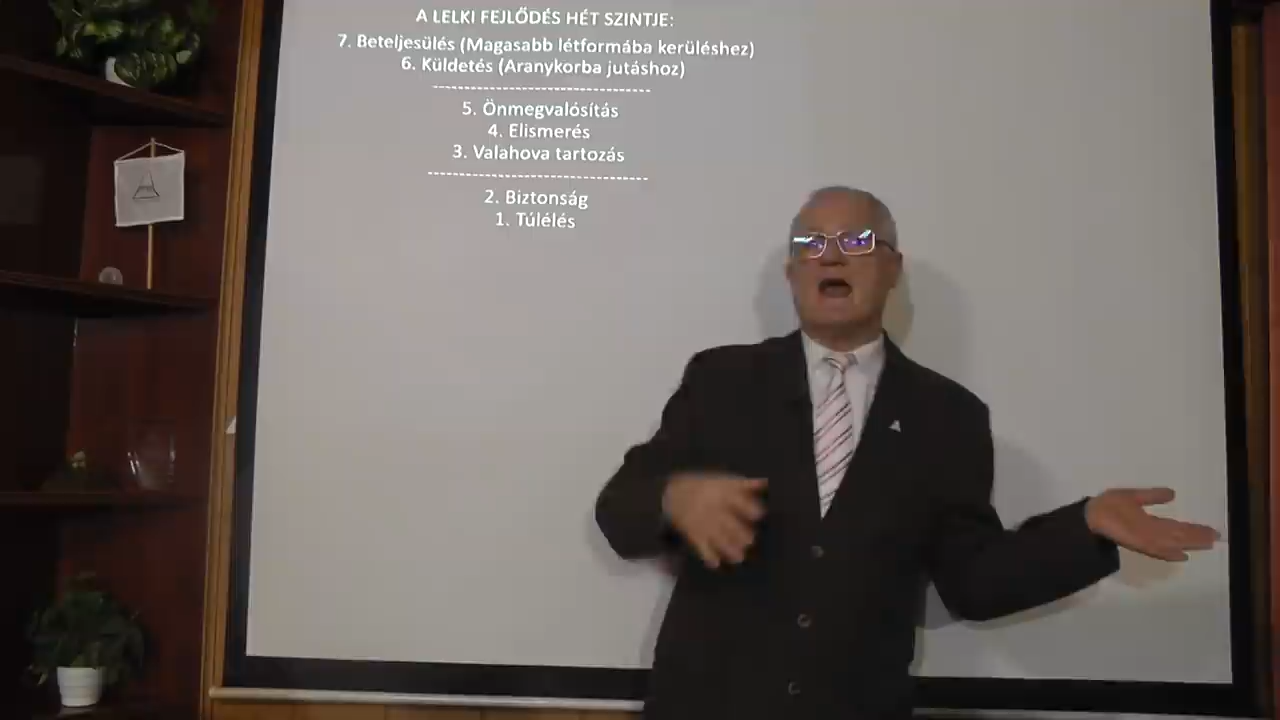 A LELKI FEJLŐDÉS HÉT SZINTJE:
7. Beteljesülés (Magasabb létformába kerüléshez)
6. Küldetés (Aranykorba jutáshoz)
--------------------------------
5. Önmegvalósítás
4. Elismerés
3. Valahova tartozás
--------------------------------
2. Biztonság
1. Túlélés